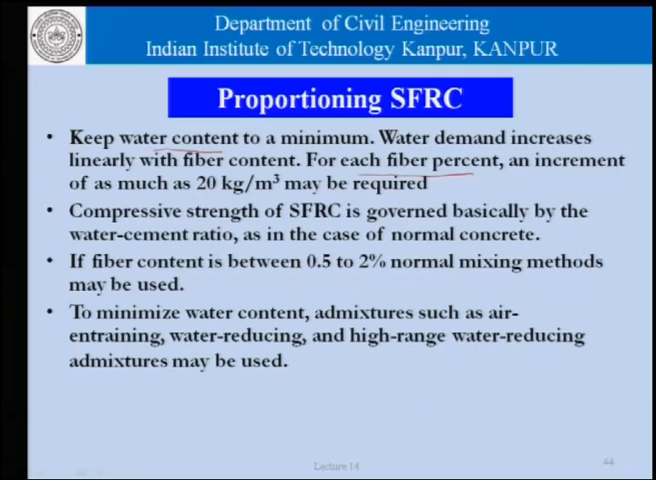 Department of Civil Engineering
Indian Institute of Technology Kanpur, KANPUR
Proportioning SFRC
• Keep water content to a minimum. Water demand increases
linearly with fiber content. For each fiber percent, an increment
of as much as 20 kg/m³ may be required
• Compressive strength of SFRC is governed basically by the
water-cement ratio, as in the case of normal concrete.
• If fiber content is between 0.5 to 2% normal mixing methods
may be used.
• To minimize water content, admixtures such as air-
entraining, water-reducing, and high-range water-reducing
admixtures may be used.
Lecture 14
44